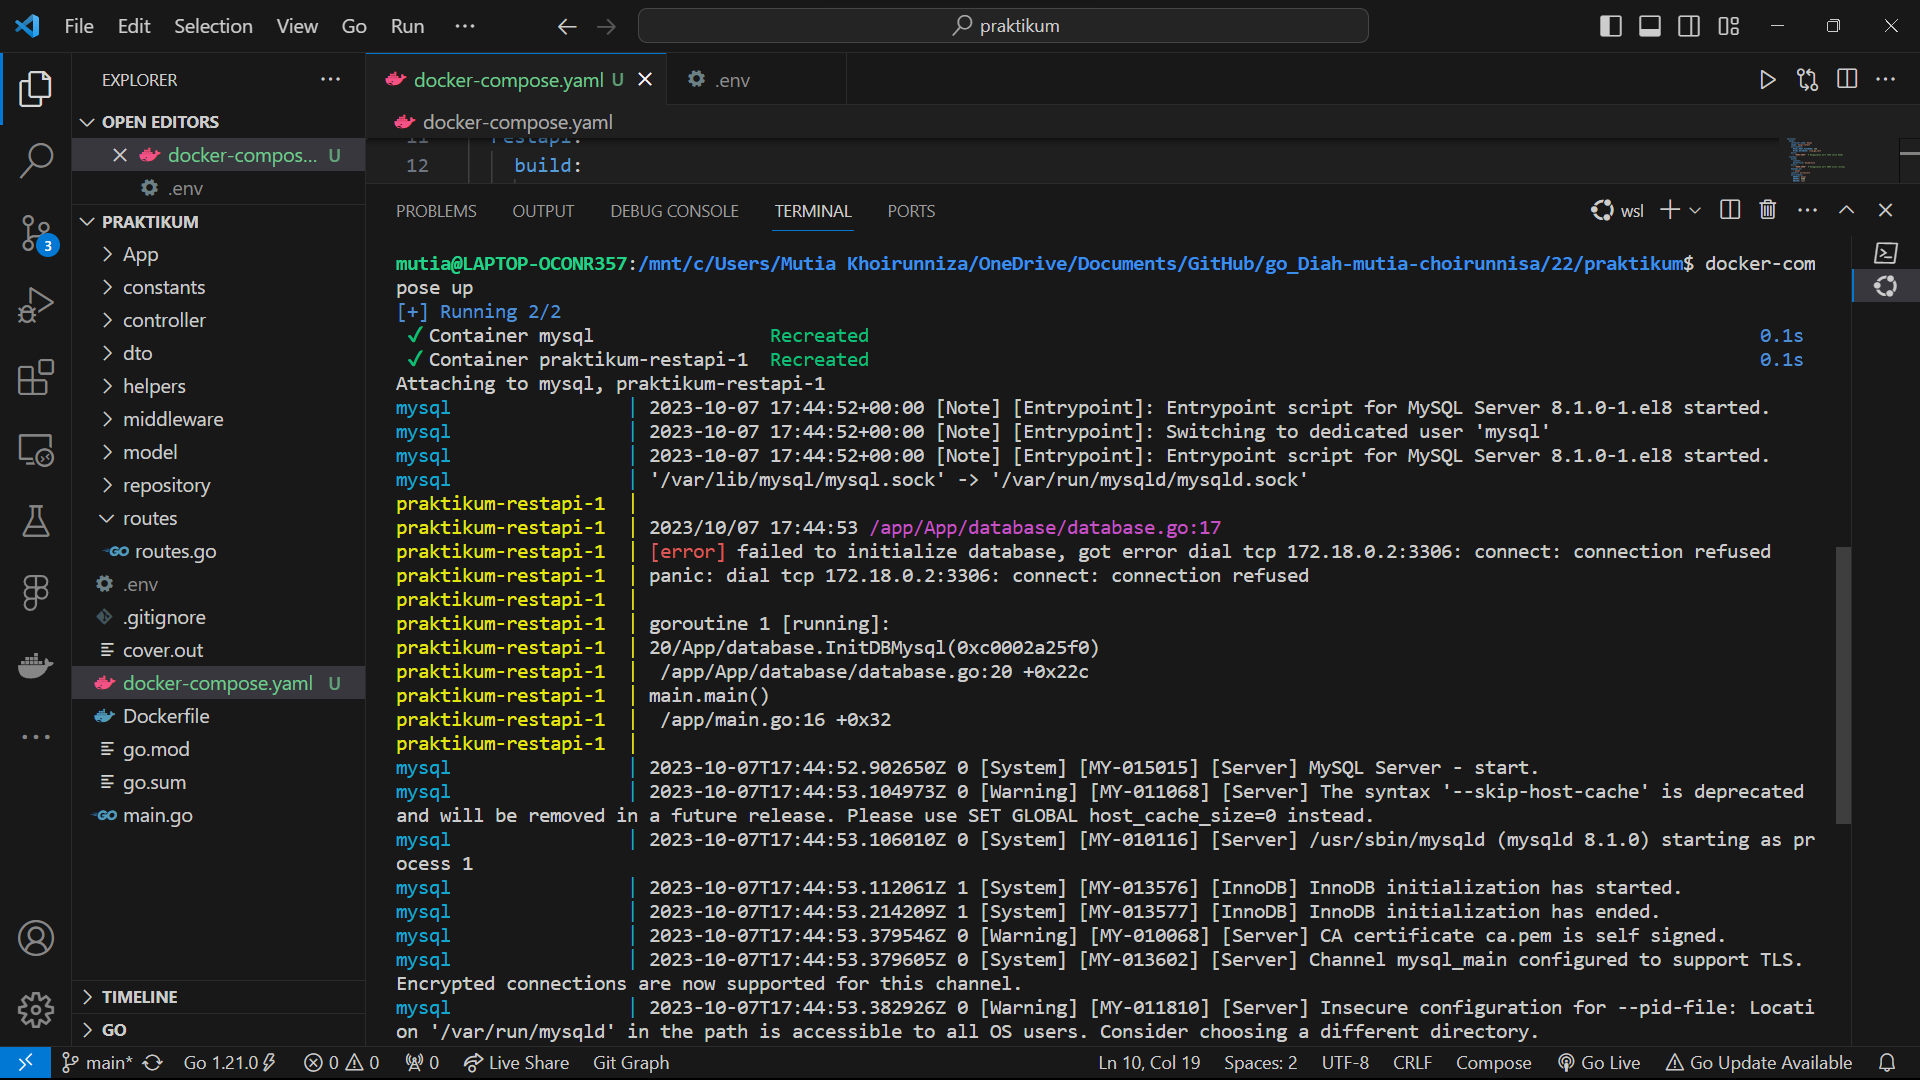 File Edit Selection View Go Run ···
praktikum
EXPLORER
OPEN EDITORS
docker-compos... U
.env
PRAKTIKUM
App
constants
controller
dto
helpers
middleware
model
repository
routes
GO routes.go
.env
.gitignore
cover.out
docker-compose.yaml U
Dockerfile
go.mod
go.sum
GO main.go
TIMELINE
GO
3
docker-compose.yaml U
.env
docker-compose.yaml
restapi:
12 build:
PROBLEMS OUTPUT DEBUG CONSOLE TERMINAL PORTS
wsl
mutia@LAPTOP-OCONR357:/mnt/c/Users/Mutia Khoirunniza/OneDrive/Documents/GitHub/go_Diah-mutia-choirunnisa/22/praktikum$ docker-com
pose up
[+] Running 2/2
✓ Container mysql Recreated 0.1s
✓ Container praktikum-restapi-1 Recreated 0.1s
Attaching to mysql, praktikum-restapi-1
mysql | 2023-10-07 17:44:52+00:00 [Note] [Entrypoint]: Entrypoint script for MySQL Server 8.1.0-1.el8 started.
mysql | 2023-10-07 17:44:52+00:00 [Note] [Entrypoint]: Switching to dedicated user 'mysql'
mysql | 2023-10-07 17:44:52+00:00 [Note] [Entrypoint]: Entrypoint script for MySQL Server 8.1.0-1.el8 started.
mysql | '/var/lib/mysql/mysql.sock' -> '/var/run/mysqld/mysqld.sock'
praktikum-restapi-1 |
praktikum-restapi-1 | 2023/10/07 17:44:53 /app/App/database/database.go:17
praktikum-restapi-1 | [error] failed to initialize database, got error dial tcp 172.18.0.2:3306: connect: connection refused
praktikum-restapi-1 | panic: dial tcp 172.18.0.2:3306: connect: connection refused
praktikum-restapi-1 |
praktikum-restapi-1 | goroutine 1 [running]:
praktikum-restapi-1 | 20/App/database.InitDBMysql(0xc0002a25f0)
praktikum-restapi-1 | /app/App/database/database.go:20 +0x22c
praktikum-restapi-1 | main.main()
praktikum-restapi-1 | /app/main.go:16 +0x32
praktikum-restapi-1 |
mysql | 2023-10-07T17:44:52.902650Z 0 [System] [MY-015015] [Server] MySQL Server - start.
mysql | 2023-10-07T17:44:53.104973Z 0 [Warning] [MY-011068] [Server] The syntax '--skip-host-cache' is deprecated
and will be removed in a future release. Please use SET GLOBAL host_cache_size=0 instead.
mysql | 2023-10-07T17:44:53.106010Z 0 [System] [MY-010116] [Server] /usr/sbin/mysqld (mysqld 8.1.0) starting as pr
ocess 1
mysql | 2023-10-07T17:44:53.112061Z 1 [System] [MY-013576] [InnoDB] InnoDB initialization has started.
mysql | 2023-10-07T17:44:53.214209Z 1 [System] [MY-013577] [InnoDB] InnoDB initialization has ended.
mysql | 2023-10-07T17:44:53.379546Z 0 [Warning] [MY-010068] [Server] CA certificate ca.pem is self signed.
mysql | 2023-10-07T17:44:53.379605Z 0 [System] [MY-013602] [Server] Channel mysql_main configured to support TLS.
Encrypted connections are now supported for this channel.
mysql | 2023-10-07T17:44:53.382926Z 0 [Warning] [MY-011810] [Server] Insecure configuration for --pid-file: Locati
on '/var/run/mysqld' in the path is accessible to all OS users. Consider choosing a different directory.
main* Go 1.21.0 0 0 0 Live Share Git Graph Ln 10, Col 19 Spaces: 2 UTF-8 CRLF Compose Go Live Go Update Available